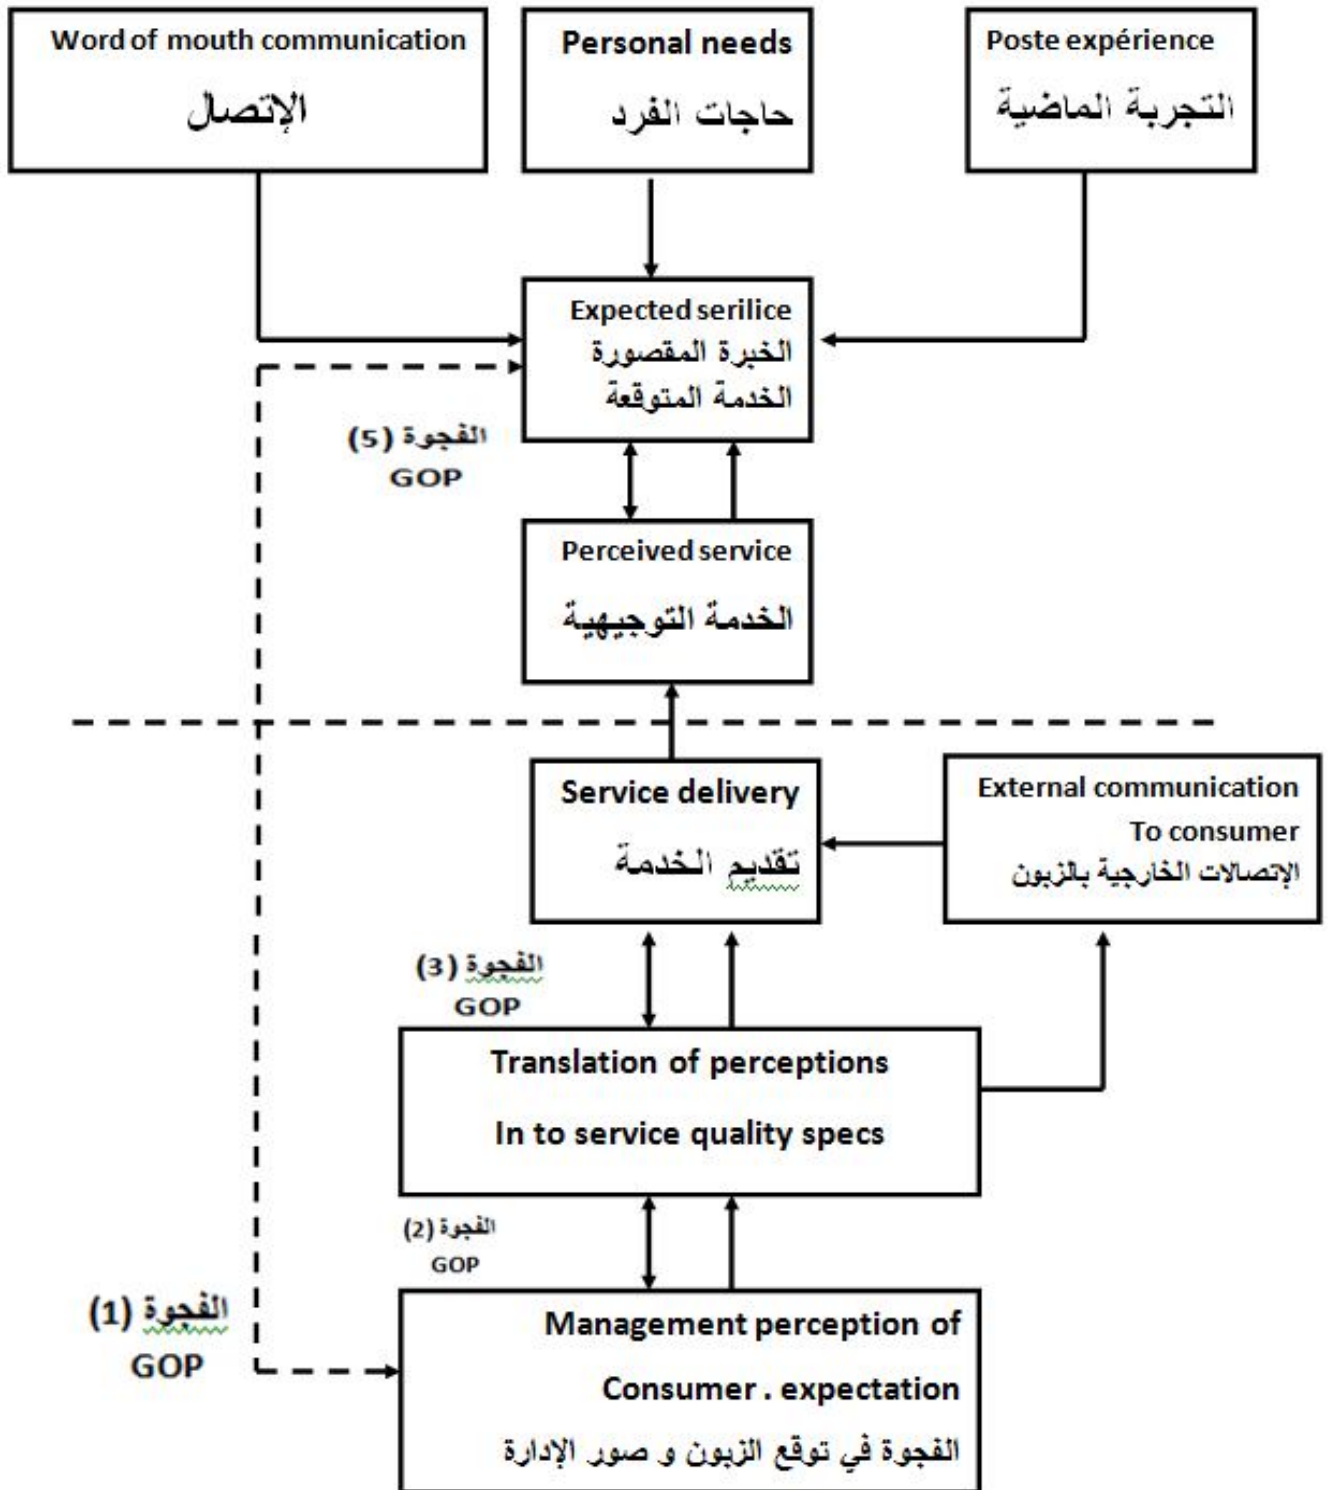 Word of mouth communication
الإتصال
Personal needs
حاجات الفرد
Poste expérience
التجربة الماضية
Expected serilice
الخبرة المقصورة
الخدمة المتوقعة
الفجوة (5)
GOP
Perceived service
الخدمة التوجيهية
Service delivery
تقديم الخدمة
External communication
To consumer
الإتصالات الخارجية بالزبون
الفجوة (3)
GOP
Translation of perceptions
In to service quality specs
الفجوة (2)
GOP
الفجوة (1)
GOP
Management perception of
Consumer . expectation
الفجوة في توقع الزبون و صور الإدارة